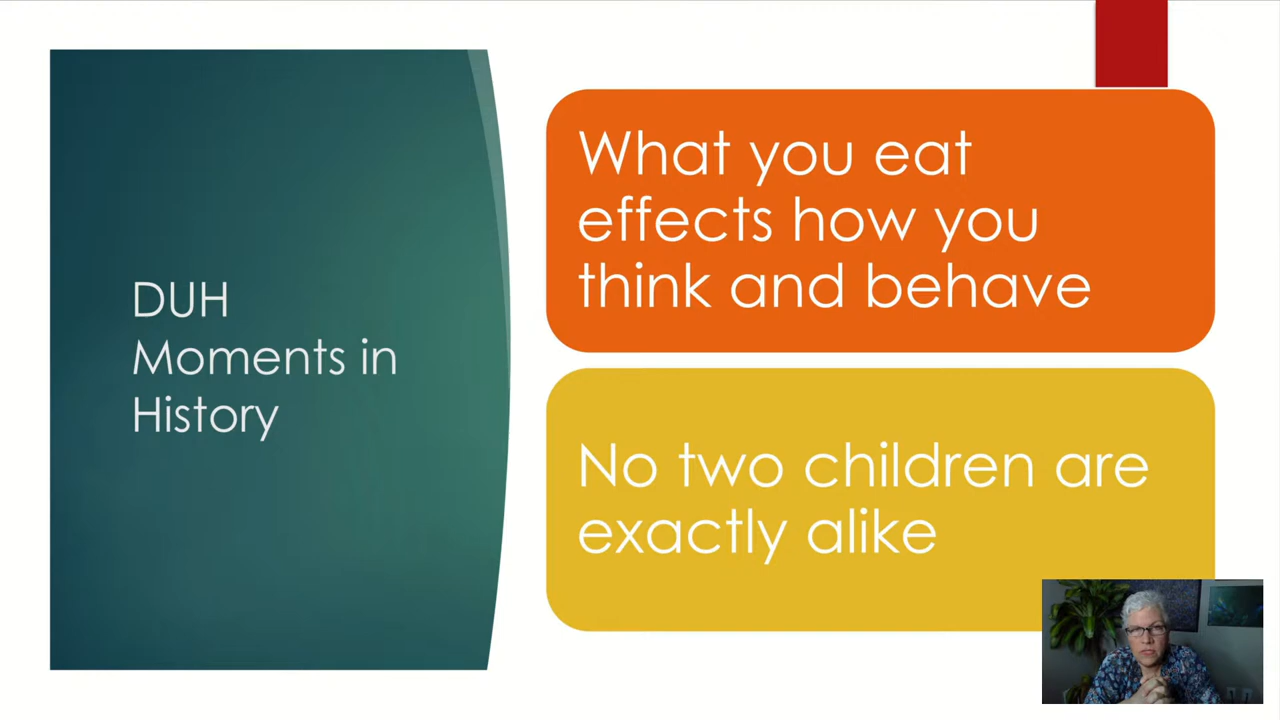 DUH
Moments in
History
What you eat
effects how you
think and behave
No two children are
exactly alike